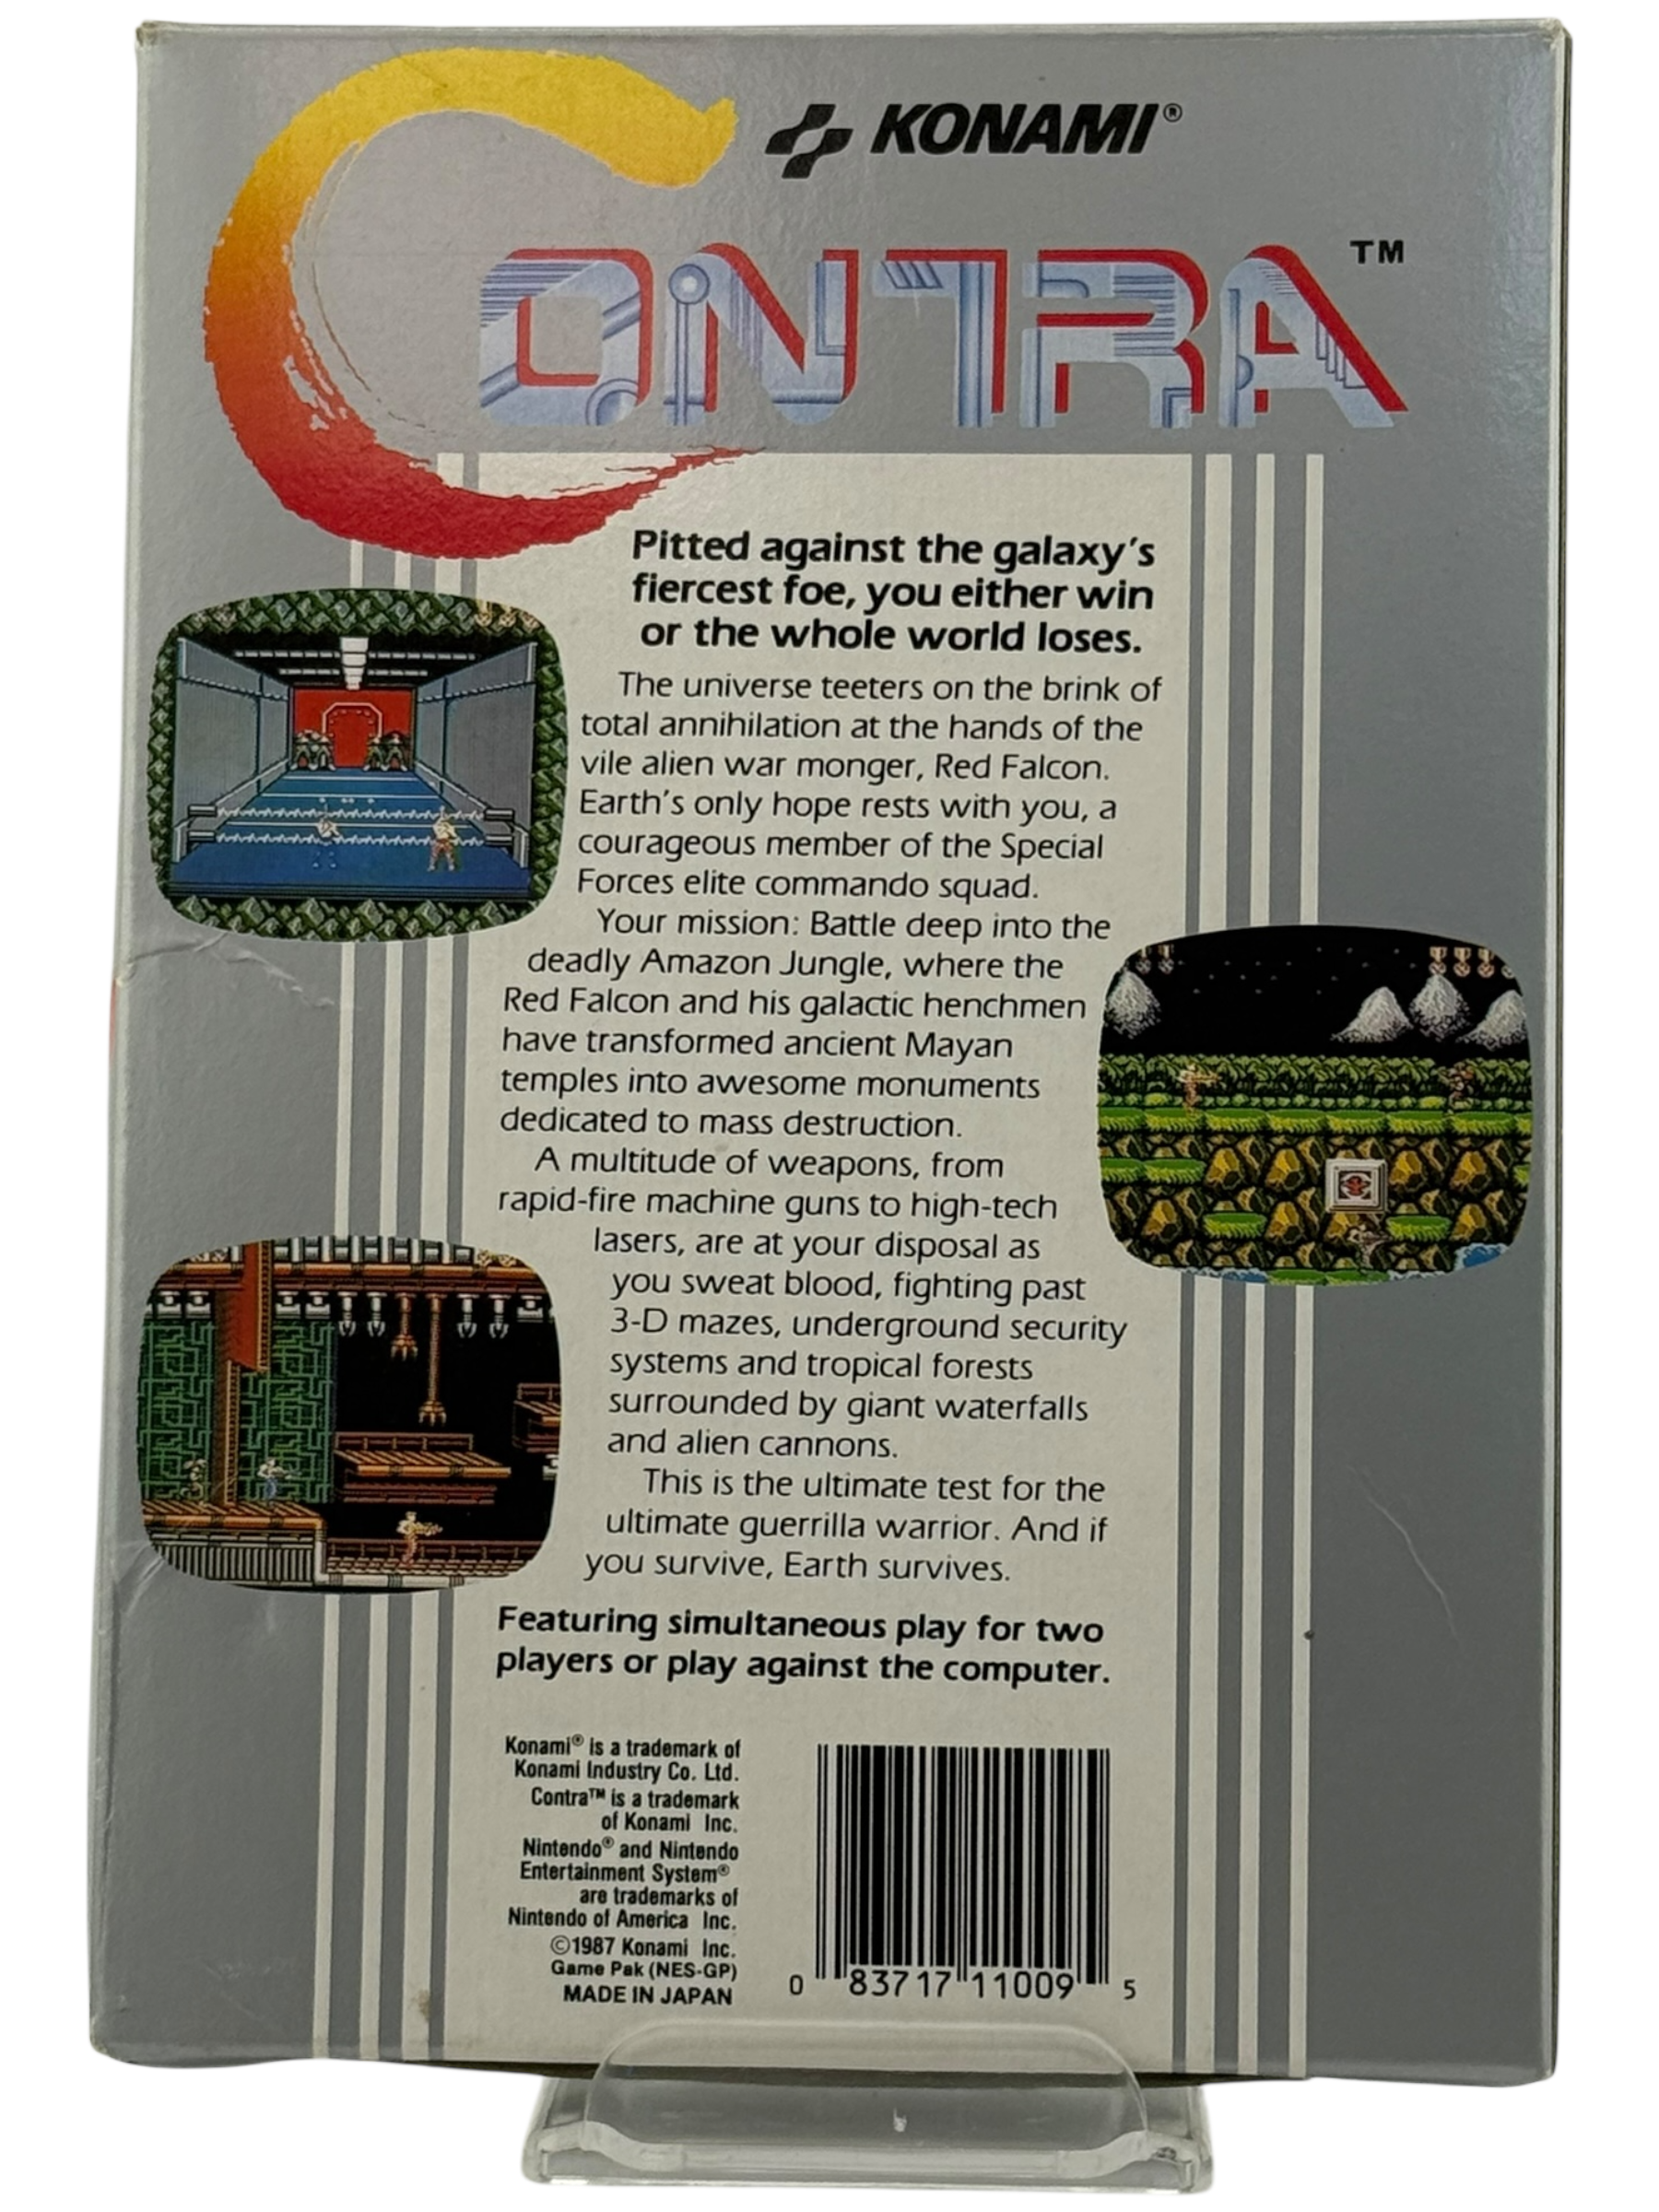 KONAMI®
CONTRA™
Pitted against the galaxy's
fiercest foe, you either win
or the whole world loses.
The universe teeters on the brink of
total annihilation at the hands of the
vile alien war monger, Red Falcon.
Earth's only hope rests with you, a
courageous member of the Special
Forces elite commando squad.
Your mission: Battle deep into the
deadly Amazon Jungle, where the
Red Falcon and his galactic henchmen
have transformed ancient Mayan
temples into awesome monuments
dedicated to mass destruction.
A multitude of weapons, from
rapid-fire machine guns to high-tech
lasers, are at your disposal as
you sweat blood, fighting past
3-D mazes, underground security
systems and tropical forests
surrounded by giant waterfalls
and alien cannons.
This is the ultimate test for the
ultimate guerrilla warrior. And if
you survive, Earth survives.
Featuring simultaneous play for two
players or play against the computer.
Konami® is a trademark of
Konami Industry Co. Ltd.
Contra™ is a trademark
of Konami Inc.
Nintendo® and Nintendo
Entertainment System®
are trademarks of
Nintendo of America Inc.
©1987 Konami Inc.
Game Pak (NES-GP)
MADE IN JAPAN
0 83717 11009 5